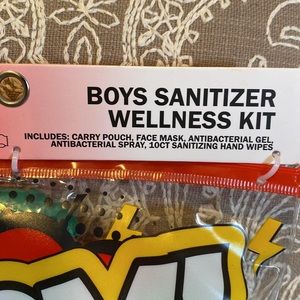 BOYS SANITIZER
WELLNESS KIT
INCLUDES: CARRY POUCH, FACE MASK, ANTIBACTERIAL GEL,
ANTIBACTERIAL SPRAY, 10CT SANITIZING HAND WIPES